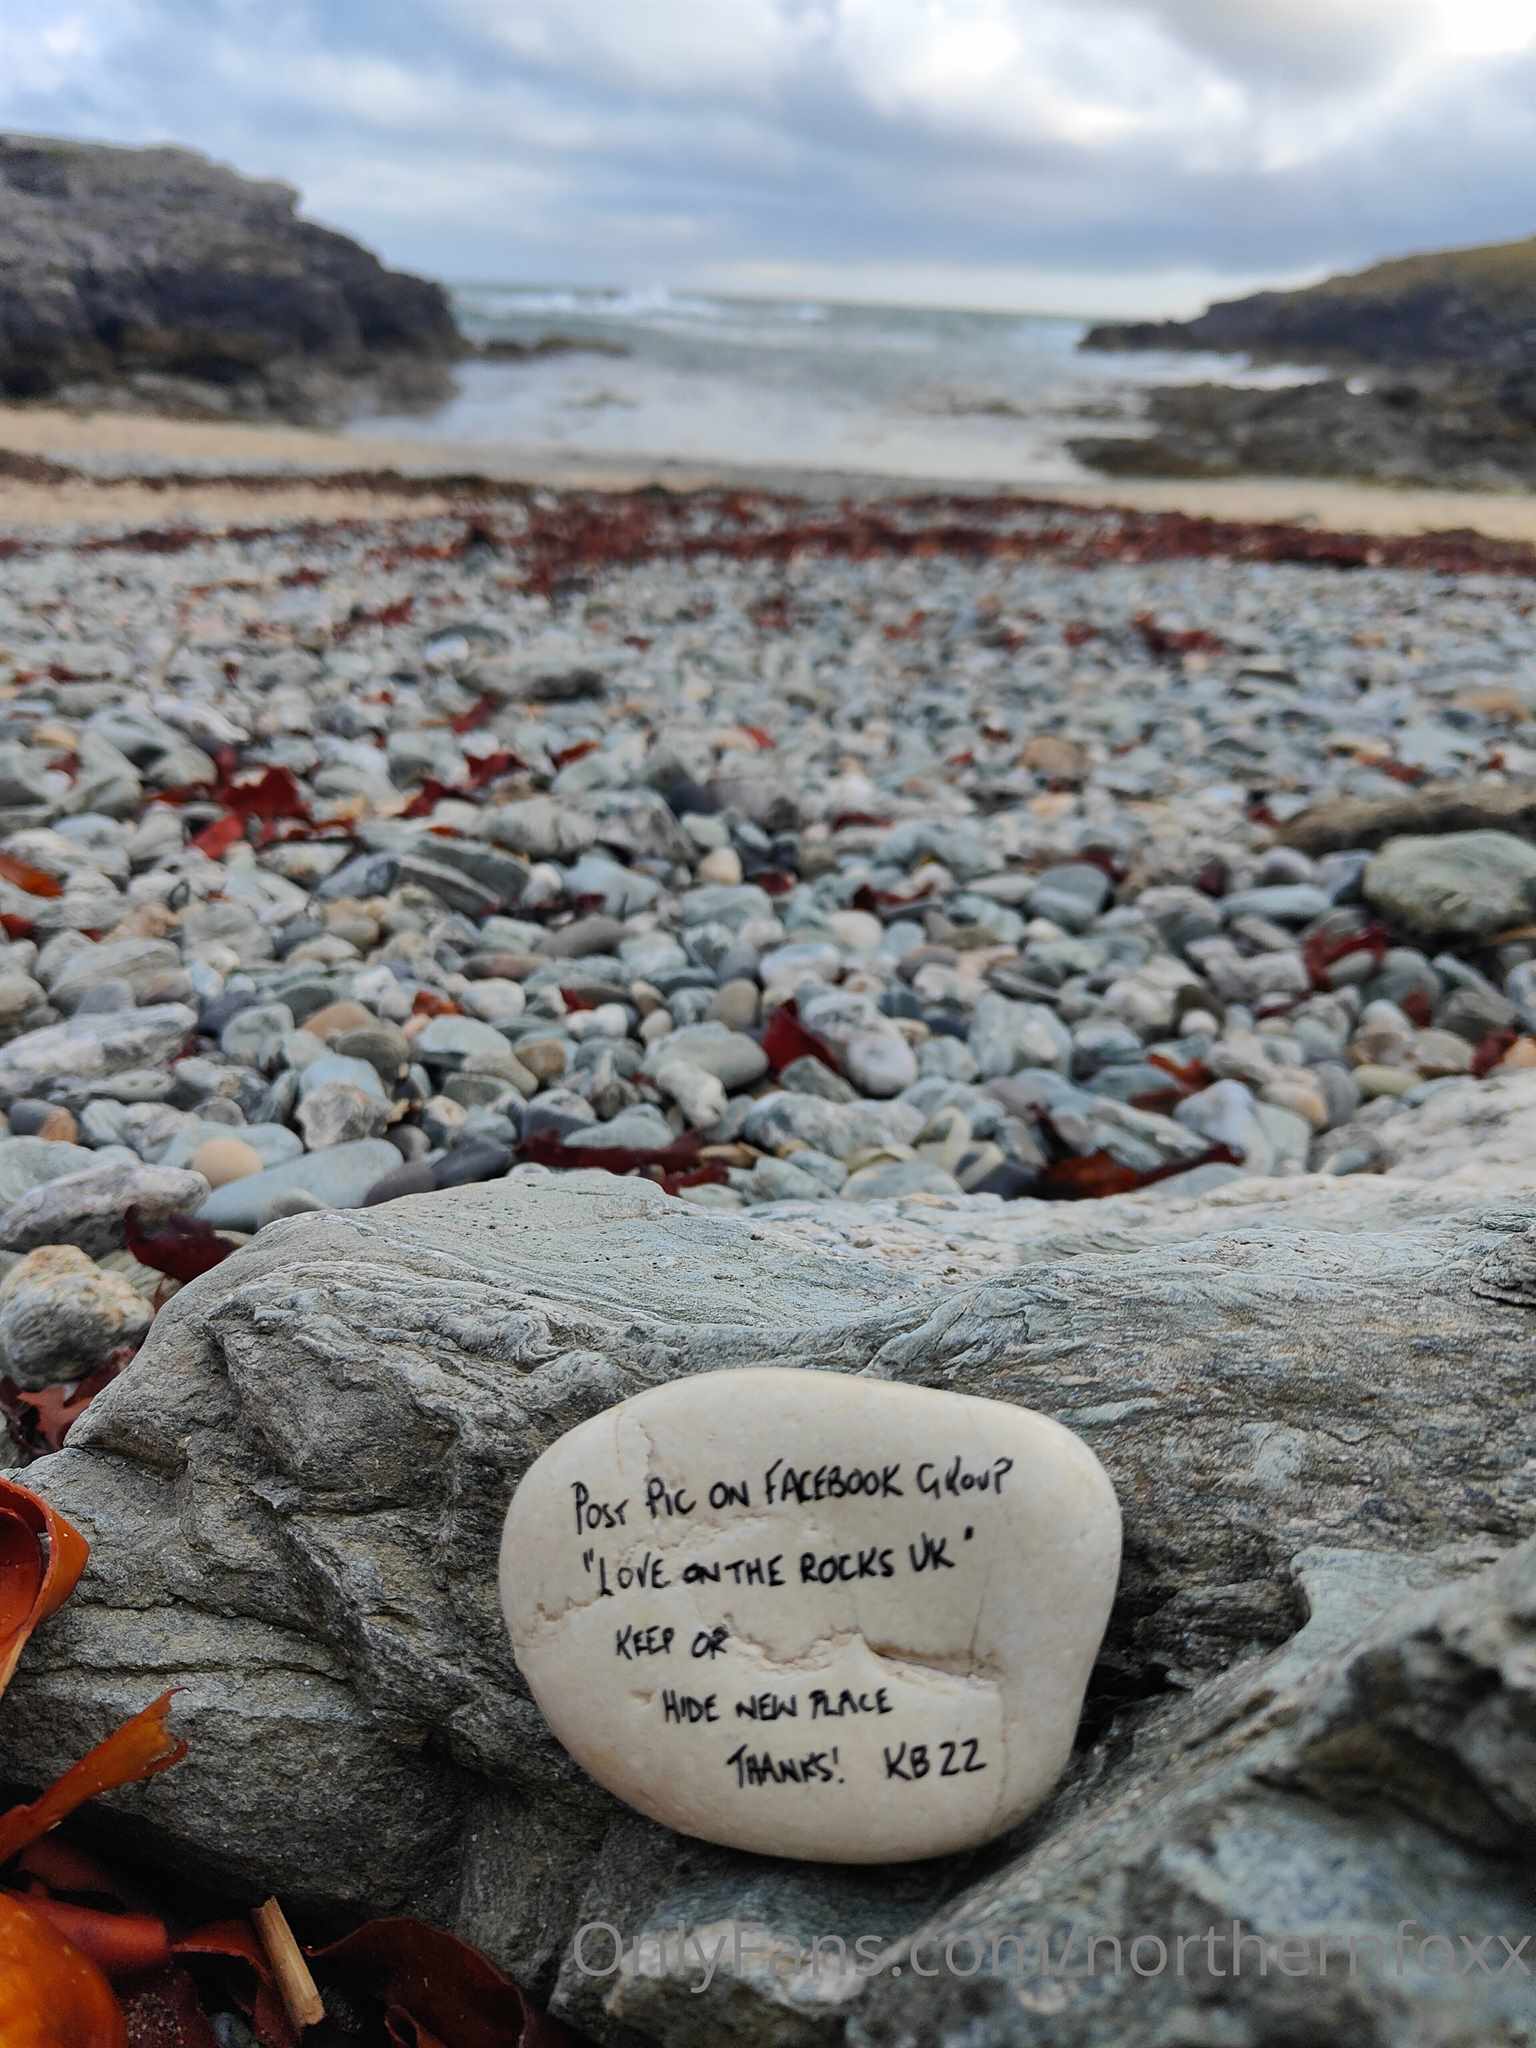 POST PIC ON FACEBOOK GROUP
"LOVE ON THE ROCKS UK"
KEEP OR
HIDE NEW PLACE
THANKS! KB22
OnlyFans.com/northernfoxx